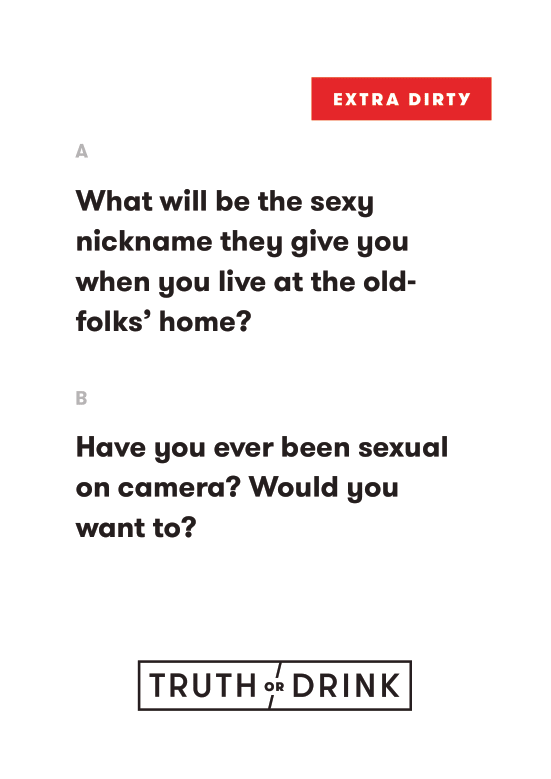 EXTRA DIRTY
A
What will be the sexy
nickname they give you
when you live at the old-
folks’ home?
B
Have you ever been sexual
on camera? Would you
want to?
TRUTH OR DRINK